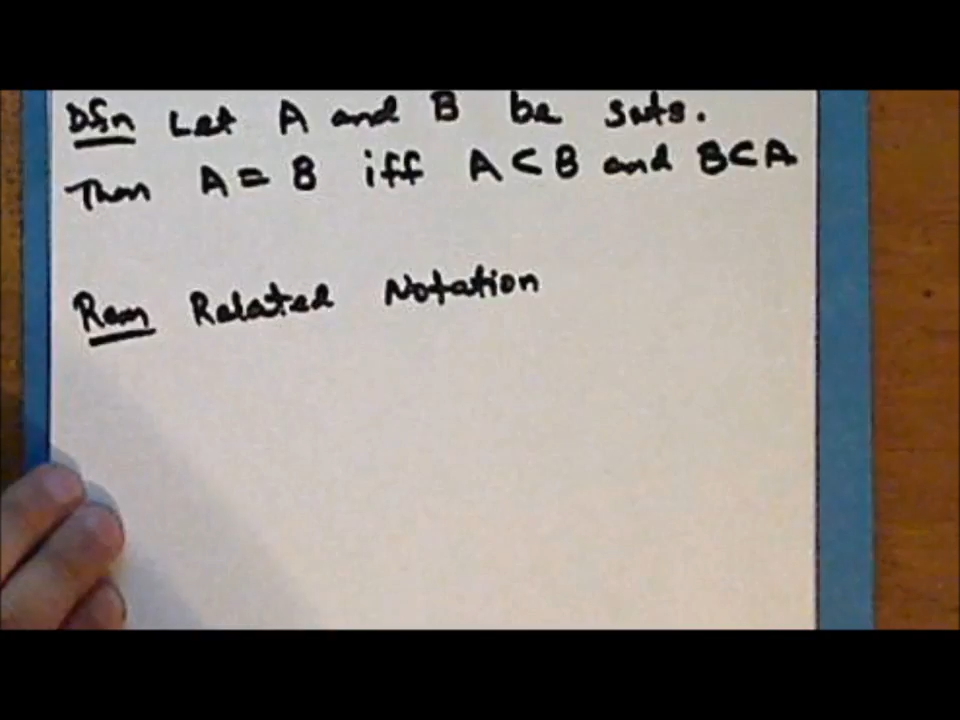 Dfn Let A and B be sets.
Then A = B iff A ⊂ B and B ⊂ A
Rem Related Notation